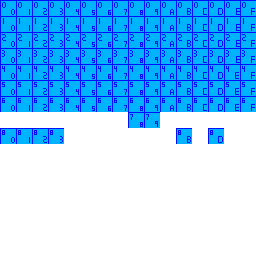 00 01 02 03 04 05 06 07 08 09 0A 0B 0C 0D 0E 0F
10 11 12 13 14 15 16 17 18 19 1A 1B 1C 1D 1E 1F
20 21 22 23 24 25 26 27 28 29 2A 2B 2C 2D 2E 2F
30 31 32 33 34 35 36 37 38 39 3A 3B 3C 3D 3E 3F
40 41 42 43 44 45 46 47 48 49 4A 4B 4C 4D 4E 4F
50 51 52 53 54 55 56 57 58 59 5A 5B 5C 5D 5E 5F
60 61 62 63 64 65 66 67 68 69 6A 6B 6C 6D 6E 6F
78 79
80 81 82 83 8B 8D